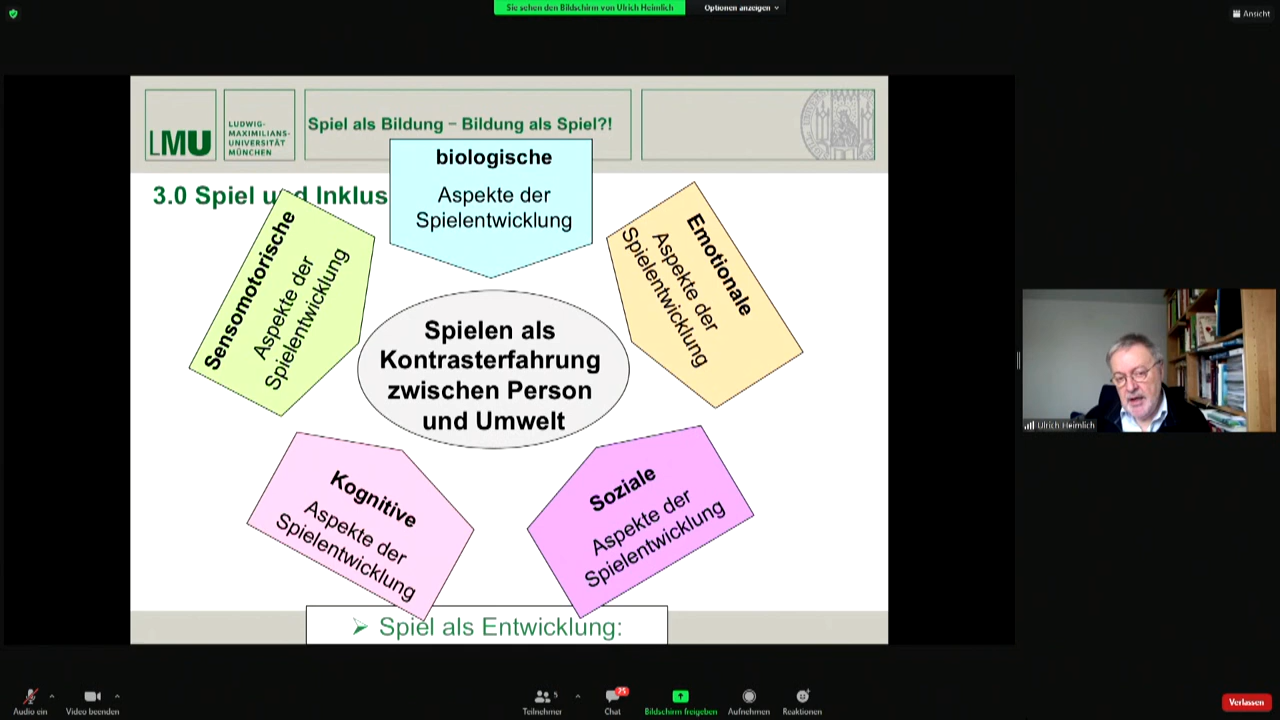 Sie sehen den Bildschirm von Ulrich Heimlich
Optionen anzeigen
Ansicht
LMU
LUDWIG-
MAXIMILIANS-
UNIVERSITÄT
MÜNCHEN
Spiel als Bildung – Bildung als Spiel?!
3.0 Spiel und Inklus
biologische
Aspekte der
Spielentwicklung
Sensomotorische
Aspekte der
Spielentwicklung
Emotionale
Aspekte der
Spielentwicklung
Spielen als
Kontrasterfahrung
zwischen Person
und Umwelt
Kognitive
Aspekte der
Spielentwicklung
Soziale
Aspekte der
Spielentwicklung
➢ Spiel als Entwicklung:
Ulrich Heimlich
Audio ein
Video beenden
5
Teilnehmer
25
Chat
Bildschirm freigeben
Aufnehmen
Reaktionen
Verlassen